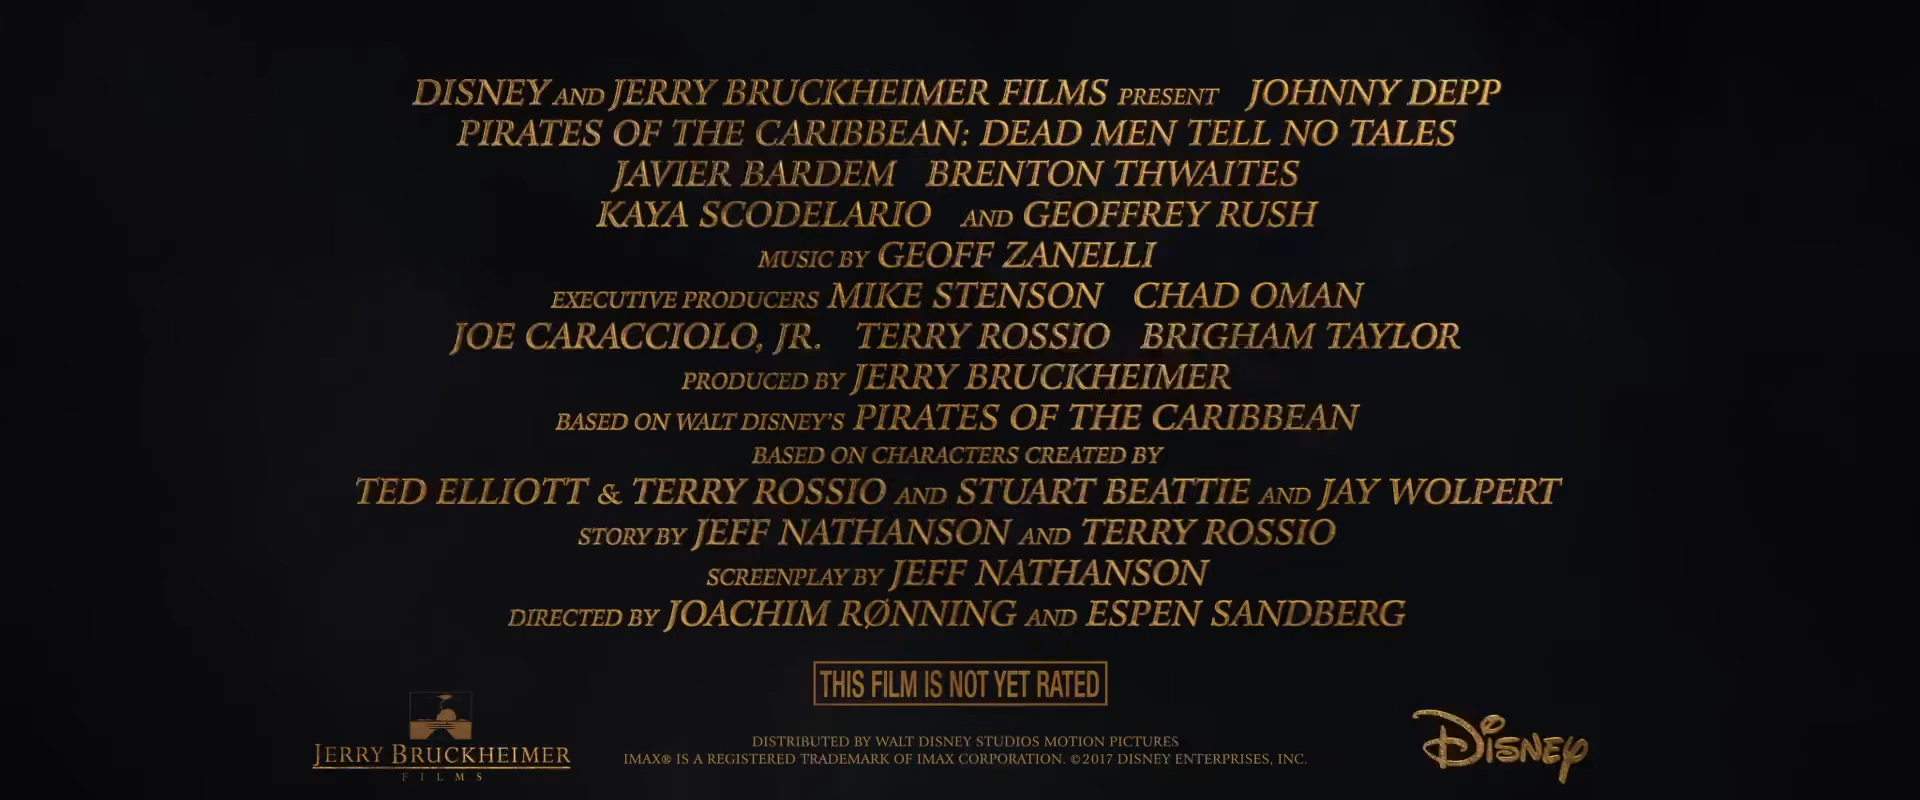 DISNEY AND JERRY BRUCKHEIMER FILMS PRESENT JOHNNY DEPP
PIRATES OF THE CARIBBEAN: DEAD MEN TELL NO TALES
JAVIER BARDEM BRENTON THWAITES
KAYA SCODELARIO AND GEOFFREY RUSH
MUSIC BY GEOFF ZANELLI
EXECUTIVE PRODUCERS MIKE STENSON CHAD OMAN
JOE CARACCIOLO, JR. TERRY ROSSIO BRIGHAM TAYLOR
PRODUCED BY JERRY BRUCKHEIMER
BASED ON WALT DISNEY'S PIRATES OF THE CARIBBEAN
BASED ON CHARACTERS CREATED BY
TED ELLIOTT & TERRY ROSSIO AND STUART BEATTIE AND JAY WOLPERT
STORY BY JEFF NATHANSON AND TERRY ROSSIO
SCREENPLAY BY JEFF NATHANSON
DIRECTED BY JOACHIM RØNNING AND ESPEN SANDBERG
THIS FILM IS NOT YET RATED
JERRY BRUCKHEIMER
FILMS
DISTRIBUTED BY WALT DISNEY STUDIOS MOTION PICTURES
IMAX® IS A REGISTERED TRADEMARK OF IMAX CORPORATION. ©2017 DISNEY ENTERPRISES, INC.
DISNEY